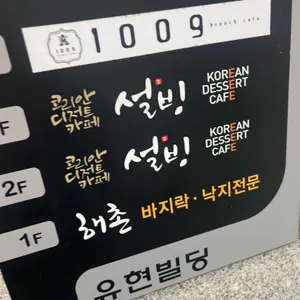 1009
1009
brunch cafe
F
코리안
디저트
카페
설빙
KOREAN
DESSERT
CAFE
2F
코리안
디저트
카페
설빙
KOREAN
DESSERT
CAFE
1F
해촌 바지락·낙지전문
유현빌딩